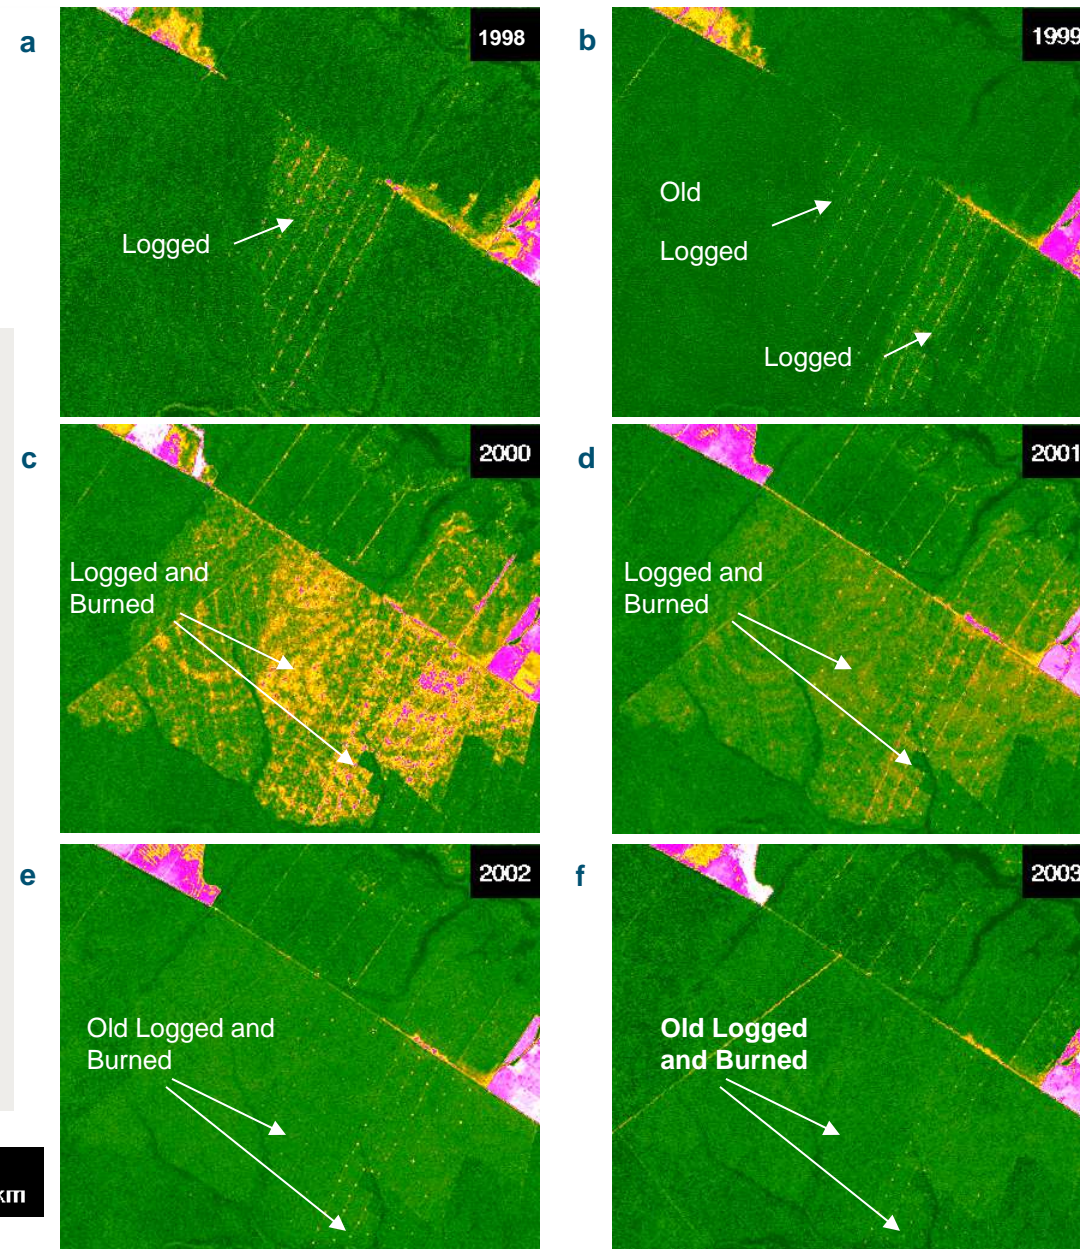 a
1998
Logged
b
1999
Old
Logged
Logged
c
2000
Logged and
Burned
d
2001
Logged and
Burned
e
2002
Old Logged and
Burned
f
2003
Old Logged
and Burned
km